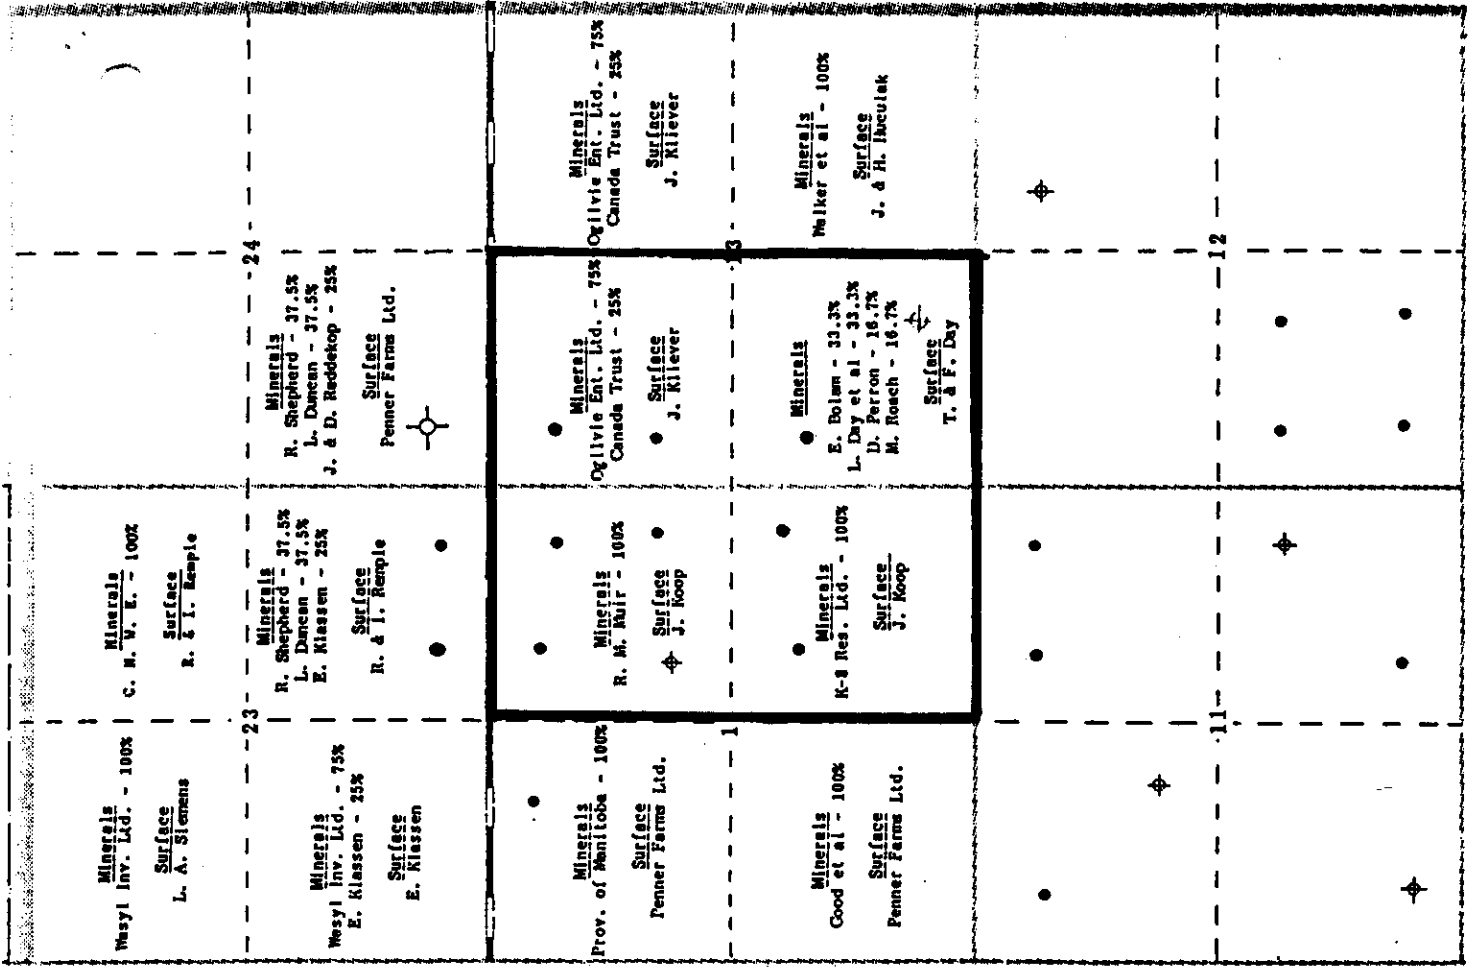 Minerals
Wasyl Inv. Ltd. - 100%
Surface
L. A. Siemens
Minerals
C. M. W. E. - 100%
Surface
R. & I. Remple
23
24
Minerals
Wasyl Inv. Ltd. - 75%
E. Klassen - 25%
Surface
E. Klassen
Minerals
R. Shepherd - 37.5%
L. Duncan - 37.5%
E. Klassen - 25%
Surface
R. & I. Remple
Minerals
R. Shepherd - 37.5%
L. Duncan - 37.5%
J. & D. Reddekop - 25%
Surface
Penner Farms Ltd.
Minerals
Prov. of Manitoba - 100%
Surface
Penner Farms Ltd.
Minerals
R. M. Muir - 100%
Surface
J. Koop
Minerals
Ogilvie Ent. Ltd. - 75%
Canada Trust - 25%
Surface
J. Kliever
Minerals
Ogilvie Ent. Ltd. - 75%
Canada Trust - 25%
Surface
J. Kliever
1
13
Minerals
Good et al - 100%
Surface
Penner Farms Ltd.
Minerals
K-8 Res. Ltd. - 100%
Surface
J. Koop
Minerals
E. Bolam - 33.3%
L. Day et al - 33.3%
D. Perron - 16.7%
M. Roach - 16.7%
Surface
T. & F. Day
Minerals
Walker et al - 100%
Surface
J. & H. Huculak
11
12